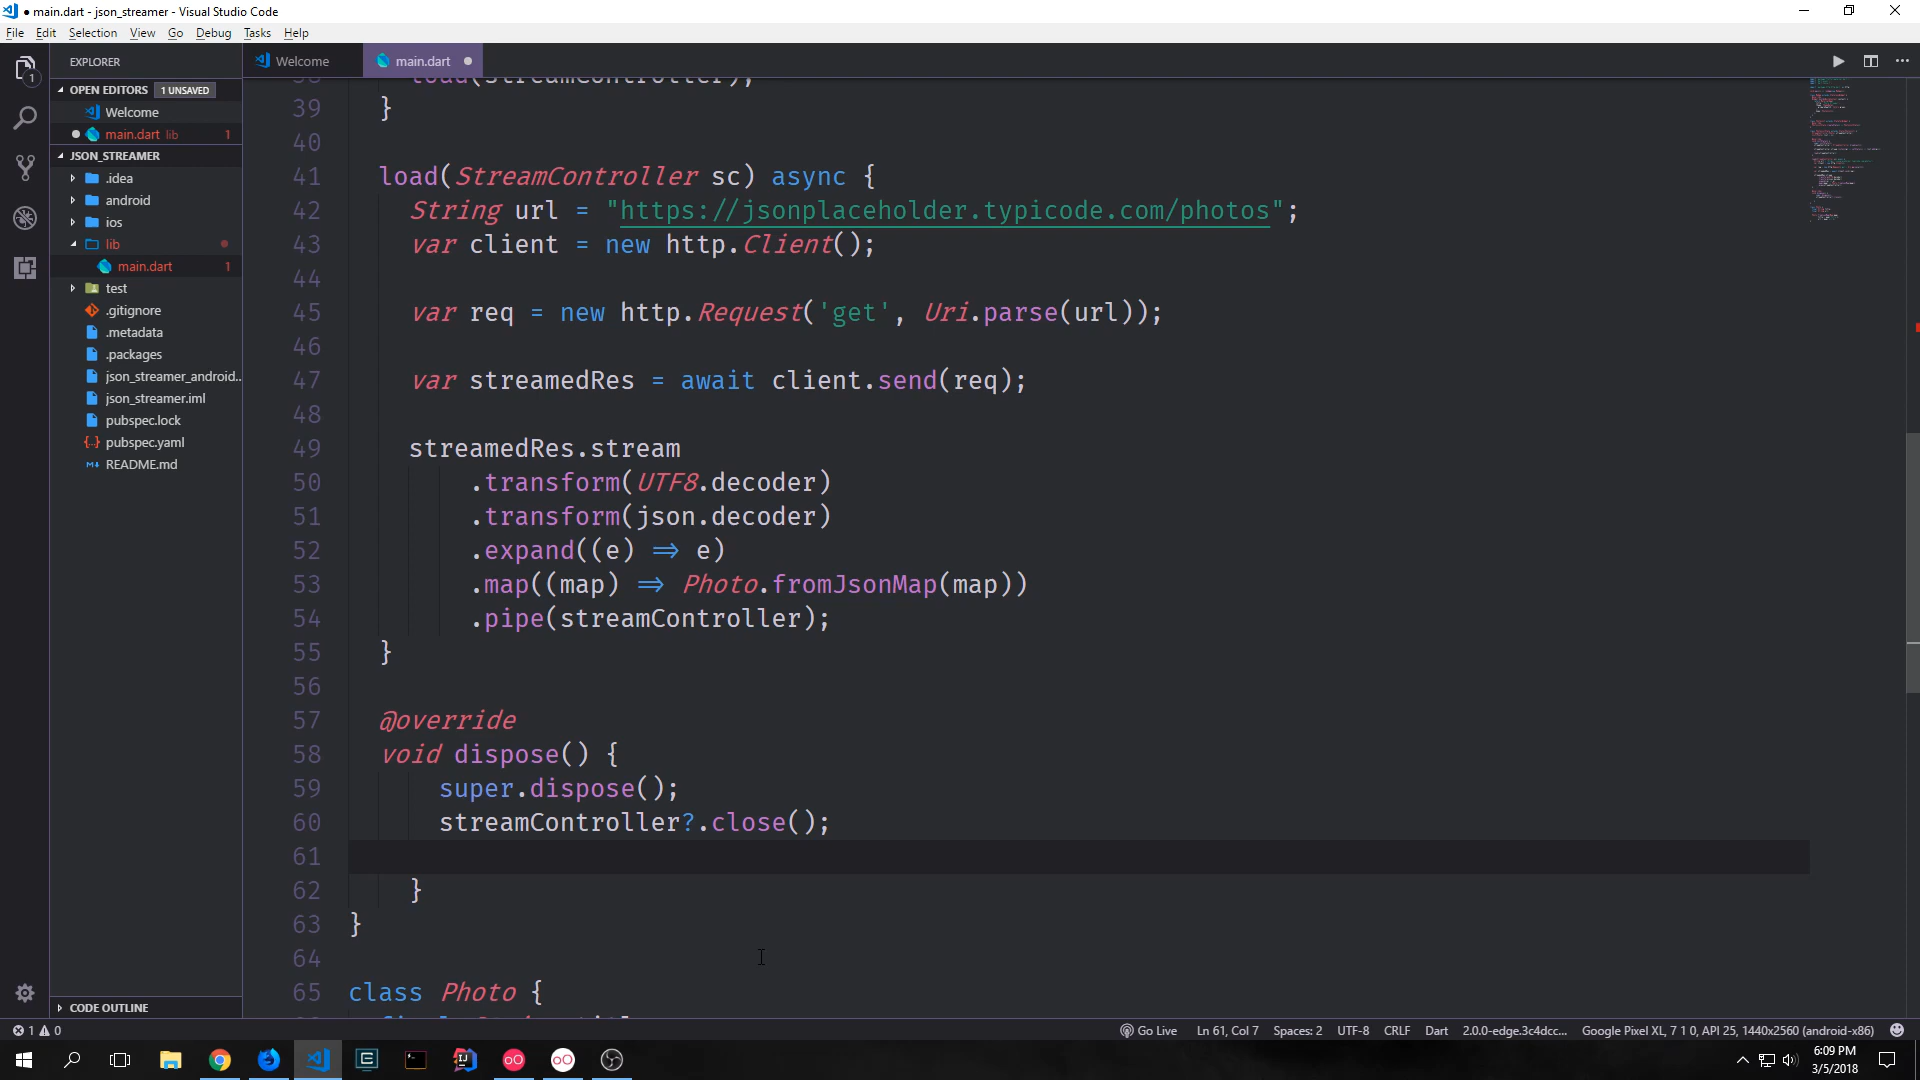 ● main.dart - json_streamer - Visual Studio Code
File Edit Selection View Go Debug Tasks Help
EXPLORER
OPEN EDITORS 1 UNSAVED
Welcome
main.dart lib 1
JSON_STREAMER
.idea
android
ios
lib
main.dart 1
test
.gitignore
.metadata
.packages
json_streamer_android...
json_streamer.iml
pubspec.lock
pubspec.yaml
README.md
CODE OUTLINE
1
Welcome
main.dart
38 load(streamController);
39 }
40
41 load(StreamController sc) async {
42 String url = "https://jsonplaceholder.typicode.com/photos";
43 var client = new http.Client();
44
45 var req = new http.Request('get', Uri.parse(url));
46
47 var streamedRes = await client.send(req);
48
49 streamedRes.stream
50 .transform(UTF8.decoder)
51 .transform(json.decoder)
52 .expand((e) => e)
53 .map((map) => Photo.fromJsonMap(map))
54 .pipe(streamController);
55 }
56
57 @override
58 void dispose() {
59 super.dispose();
60 streamController?.close();
61
62 }
63 }
64
65 class Photo {
1 0
Go Live Ln 61, Col 7 Spaces: 2 UTF-8 CRLF Dart 2.0.0-edge.3c4dcc... Google Pixel XL, 7 1 0, API 25, 1440x2560 (android-x86)
6:09 PM
3/5/2018